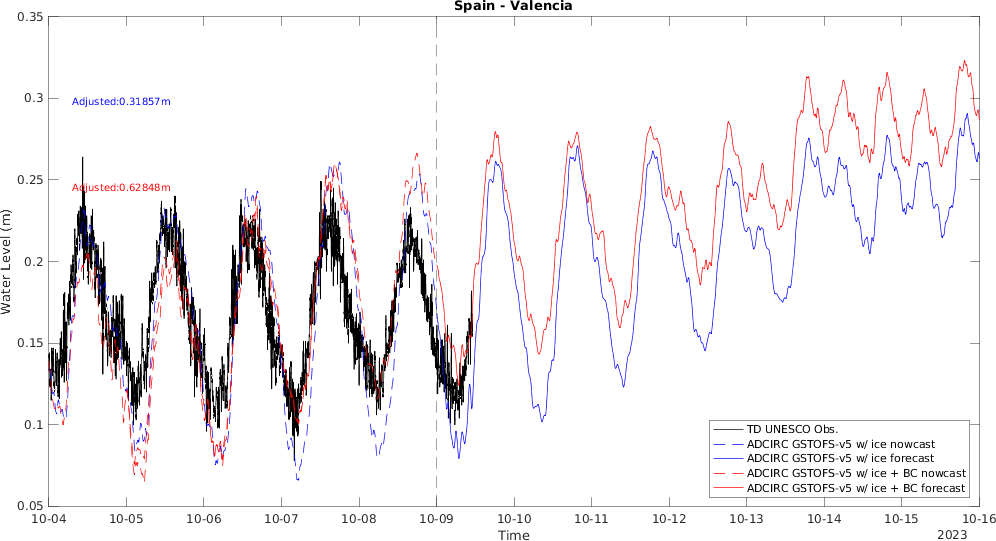 Spain - Valencia
0.35
0.3
0.25
0.2
0.15
0.1
0.05
Water Level (m)
Adjusted:0.31857m
Adjusted:0.62848m
TD UNESCO Obs.
ADCIRC GSTOFS-v5 w/ ice nowcast
ADCIRC GSTOFS-v5 w/ ice forecast
ADCIRC GSTOFS-v5 w/ ice + BC nowcast
ADCIRC GSTOFS-v5 w/ ice + BC forecast
10-04 10-05 10-06 10-07 10-08 10-09 10-10 10-11 10-12 10-13 10-14 10-15 10-16
Time
2023